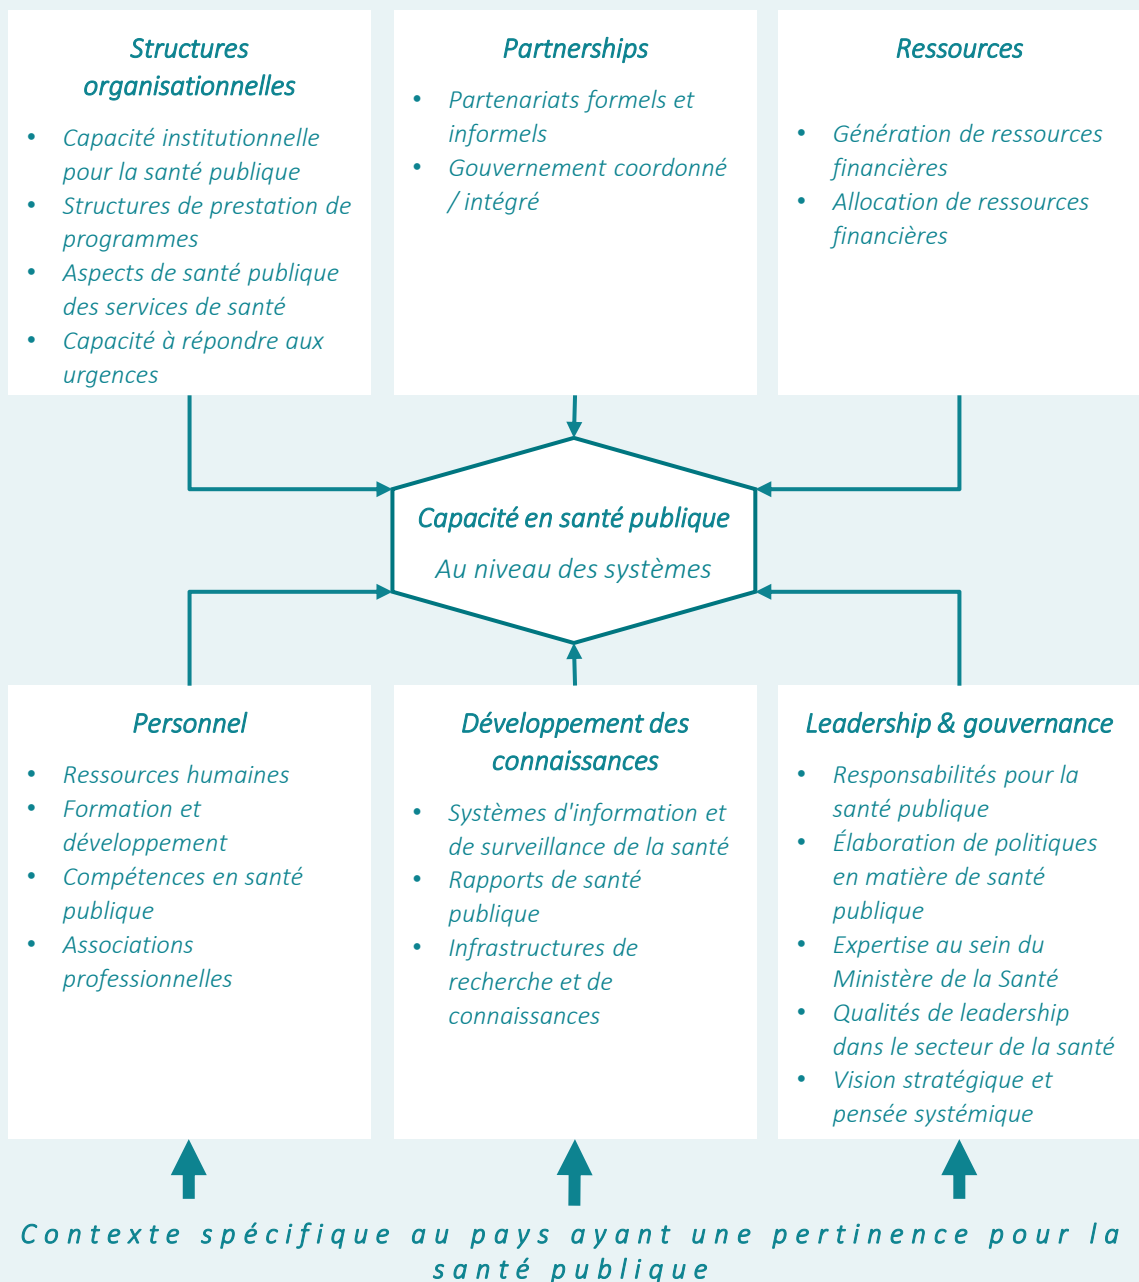 Structures
organisationnelles
• Capacité institutionnelle
pour la santé publique
• Structures de prestation de
programmes
• Aspects de santé publique
des services de santé
• Capacité à répondre aux
urgences
Partnerships
• Partenariats formels et
informels
• Gouvernement coordonné
/ intégré
Ressources
• Génération de ressources
financières
• Allocation de ressources
financières
Capacité en santé publique
Au niveau des systèmes
Personnel
• Ressources humaines
• Formation et
développement
• Compétences en santé
publique
• Associations
professionnelles
Développement des
connaissances
• Systèmes d'information et
de surveillance de la santé
• Rapports de santé
publique
• Infrastructures de
recherche et de
connaissances
Leadership & gouvernance
• Responsabilités pour la
santé publique
• Élaboration de politiques
en matière de santé
publique
• Expertise au sein du
Ministère de la Santé
• Qualités de leadership
dans le secteur de la santé
• Vision stratégique et
pensée systémique
Contexte spécifique au pays ayant une pertinence pour la
santé publique